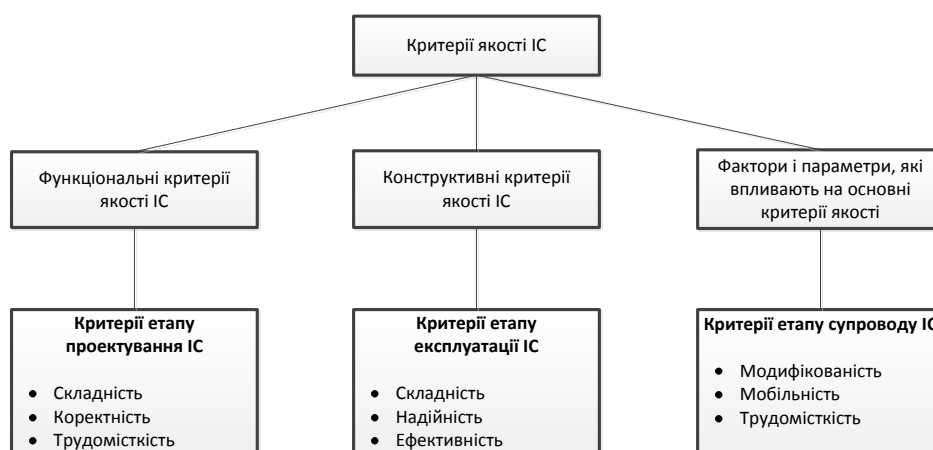 Критерії якості ІС
Функціональні критерії
якості ІС
Конструктивні критерії
якості ІС
Фактори і параметри, які
впливають на основні
критерії якості
Критерії етапу
проектування ІС
Складність
Коректність
Трудомісткість
Критерії етапу
експлуатації ІС
Складність
Надійність
Ефективність
Критерії етапу супроводу ІС
Модифікованість
Мобільність
Трудомісткість